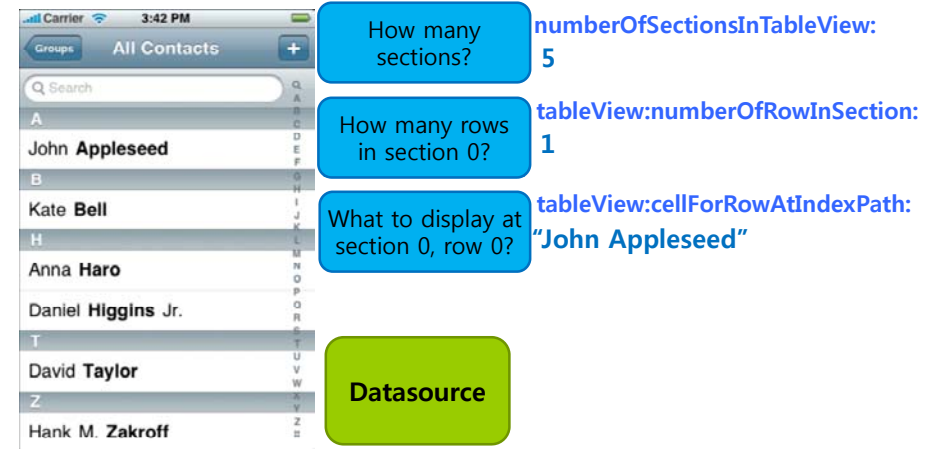 Carrier 3:42 PM
Groups All Contacts +
Search
A
John Appleseed
B
Kate Bell
H
Anna Haro
Daniel Higgins Jr.
T
David Taylor
Z
Hank M. Zakroff
A
B
C
D
E
F
G
H
I
J
K
L
M
N
O
P
Q
R
S
T
U
V
W
X
Y
Z
#
How many
sections?
numberOfSectionsInTableView:
5
How many rows
in section 0?
tableView:numberOfRowInSection:
1
What to display at
section 0, row 0?
tableView:cellForRowAtIndexPath:
“John Appleseed”
Datasource